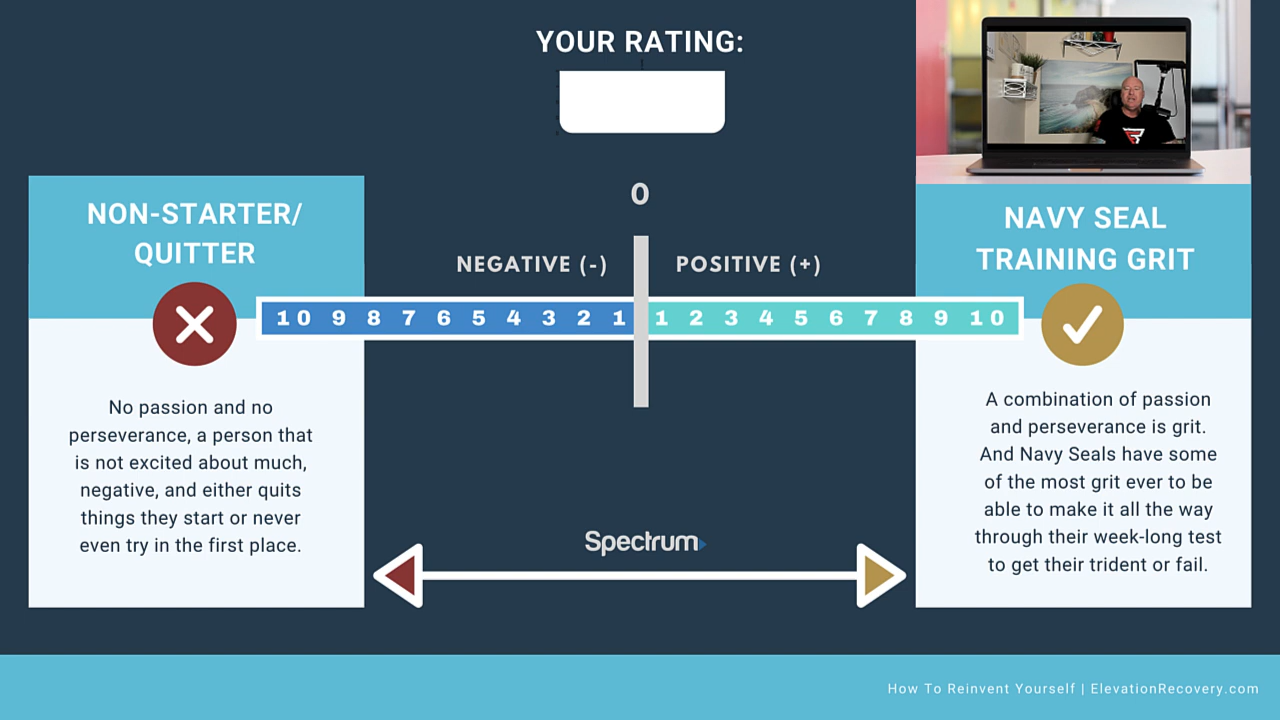 YOUR RATING:
0
NEGATIVE (-)
POSITIVE (+)
10 9 8 7 6 5 4 3 2 1
1 2 3 4 5 6 7 8 9 10
NON-STARTER/
QUITTER
No passion and no
perseverance, a person that
is not excited about much,
negative, and either quits
things they start or never
even try in the first place.
NAVY SEAL
TRAINING GRIT
A combination of passion
and perseverance is grit.
And Navy Seals have some
of the most grit ever to be
able to make it all the way
through their week-long test
to get their trident or fail.
Spectrum
How To Reinvent Yourself | ElevationRecovery.com